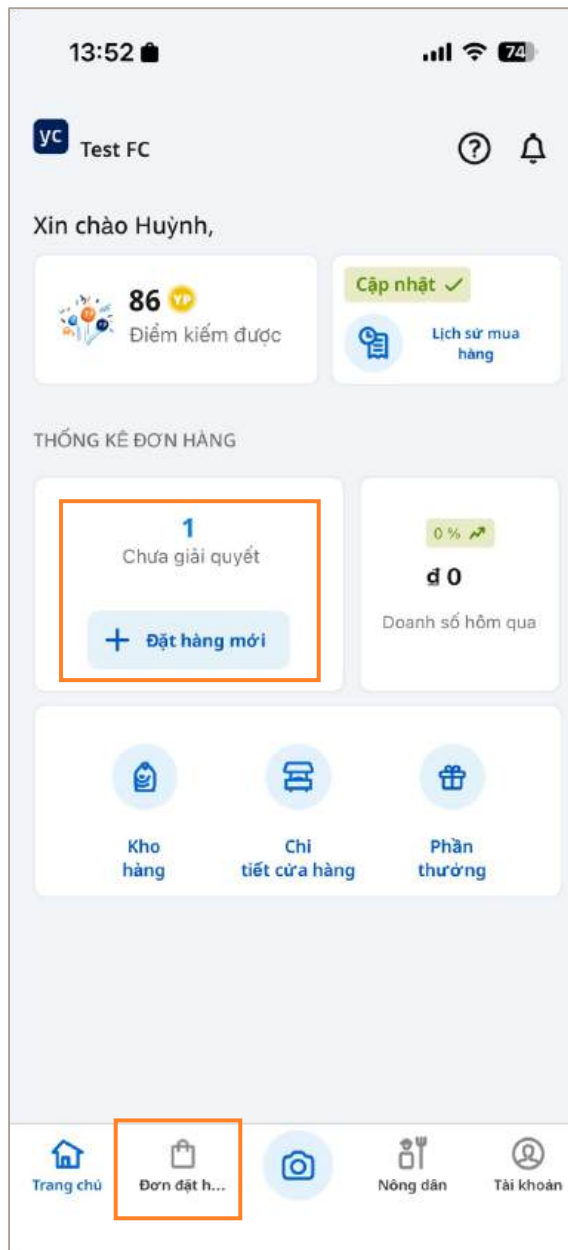 13:52
74
yc
Test FC
Xin chào Huỳnh,
86 YP
Điểm kiếm được
Cập nhật
Lịch sử mua
hàng
THỐNG KÊ ĐƠN HÀNG
1
Chưa giải quyết
+ Đặt hàng mới
0 %
₫ 0
Doanh số hôm qua
Kho
hàng
Chi
tiết cửa hàng
Phần
thưởng
Trang chủ
Đơn đặt h...
Nông dân
Tài khoản